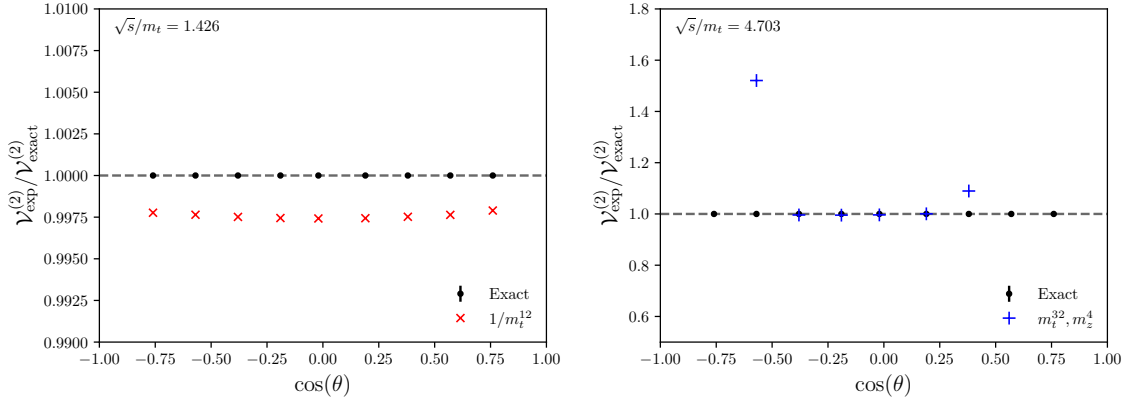 √s/m_t = 1.426
1.0100
1.0075
1.0050
1.0025
1.0000
0.9975
0.9950
0.9925
0.9900
𝒱_exp^(2)/𝒱_exact^(2)
Exact
1/m_t^12
−1.00 −0.75 −0.50 −0.25 0.00 0.25 0.50 0.75 1.00
cos(θ)
√s/m_t = 4.703
1.8
1.6
1.4
1.2
1.0
0.8
0.6
𝒱_exp^(2)/𝒱_exact^(2)
Exact
m_t^32, m_z^4
−1.00 −0.75 −0.50 −0.25 0.00 0.25 0.50 0.75 1.00
cos(θ)